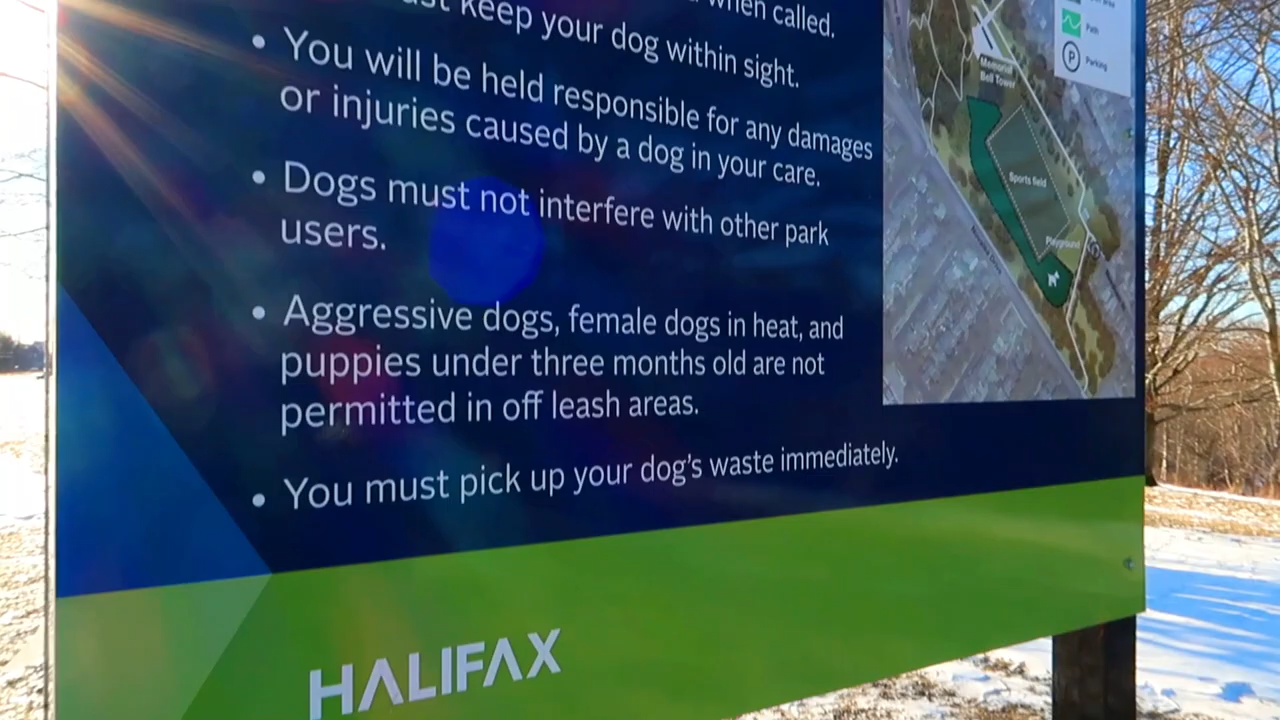 when called.
keep your dog within sight.
• You will be held responsible for any damages
or injuries caused by a dog in your care.
• Dogs must not interfere with other park
users.
• Aggressive dogs, female dogs in heat, and
puppies under three months old are not
permitted in off leash areas.
• You must pick up your dog's waste immediately.
HALIFAX
Path
P
Parking
Memorial
Bell Tower
Sports field
Playground